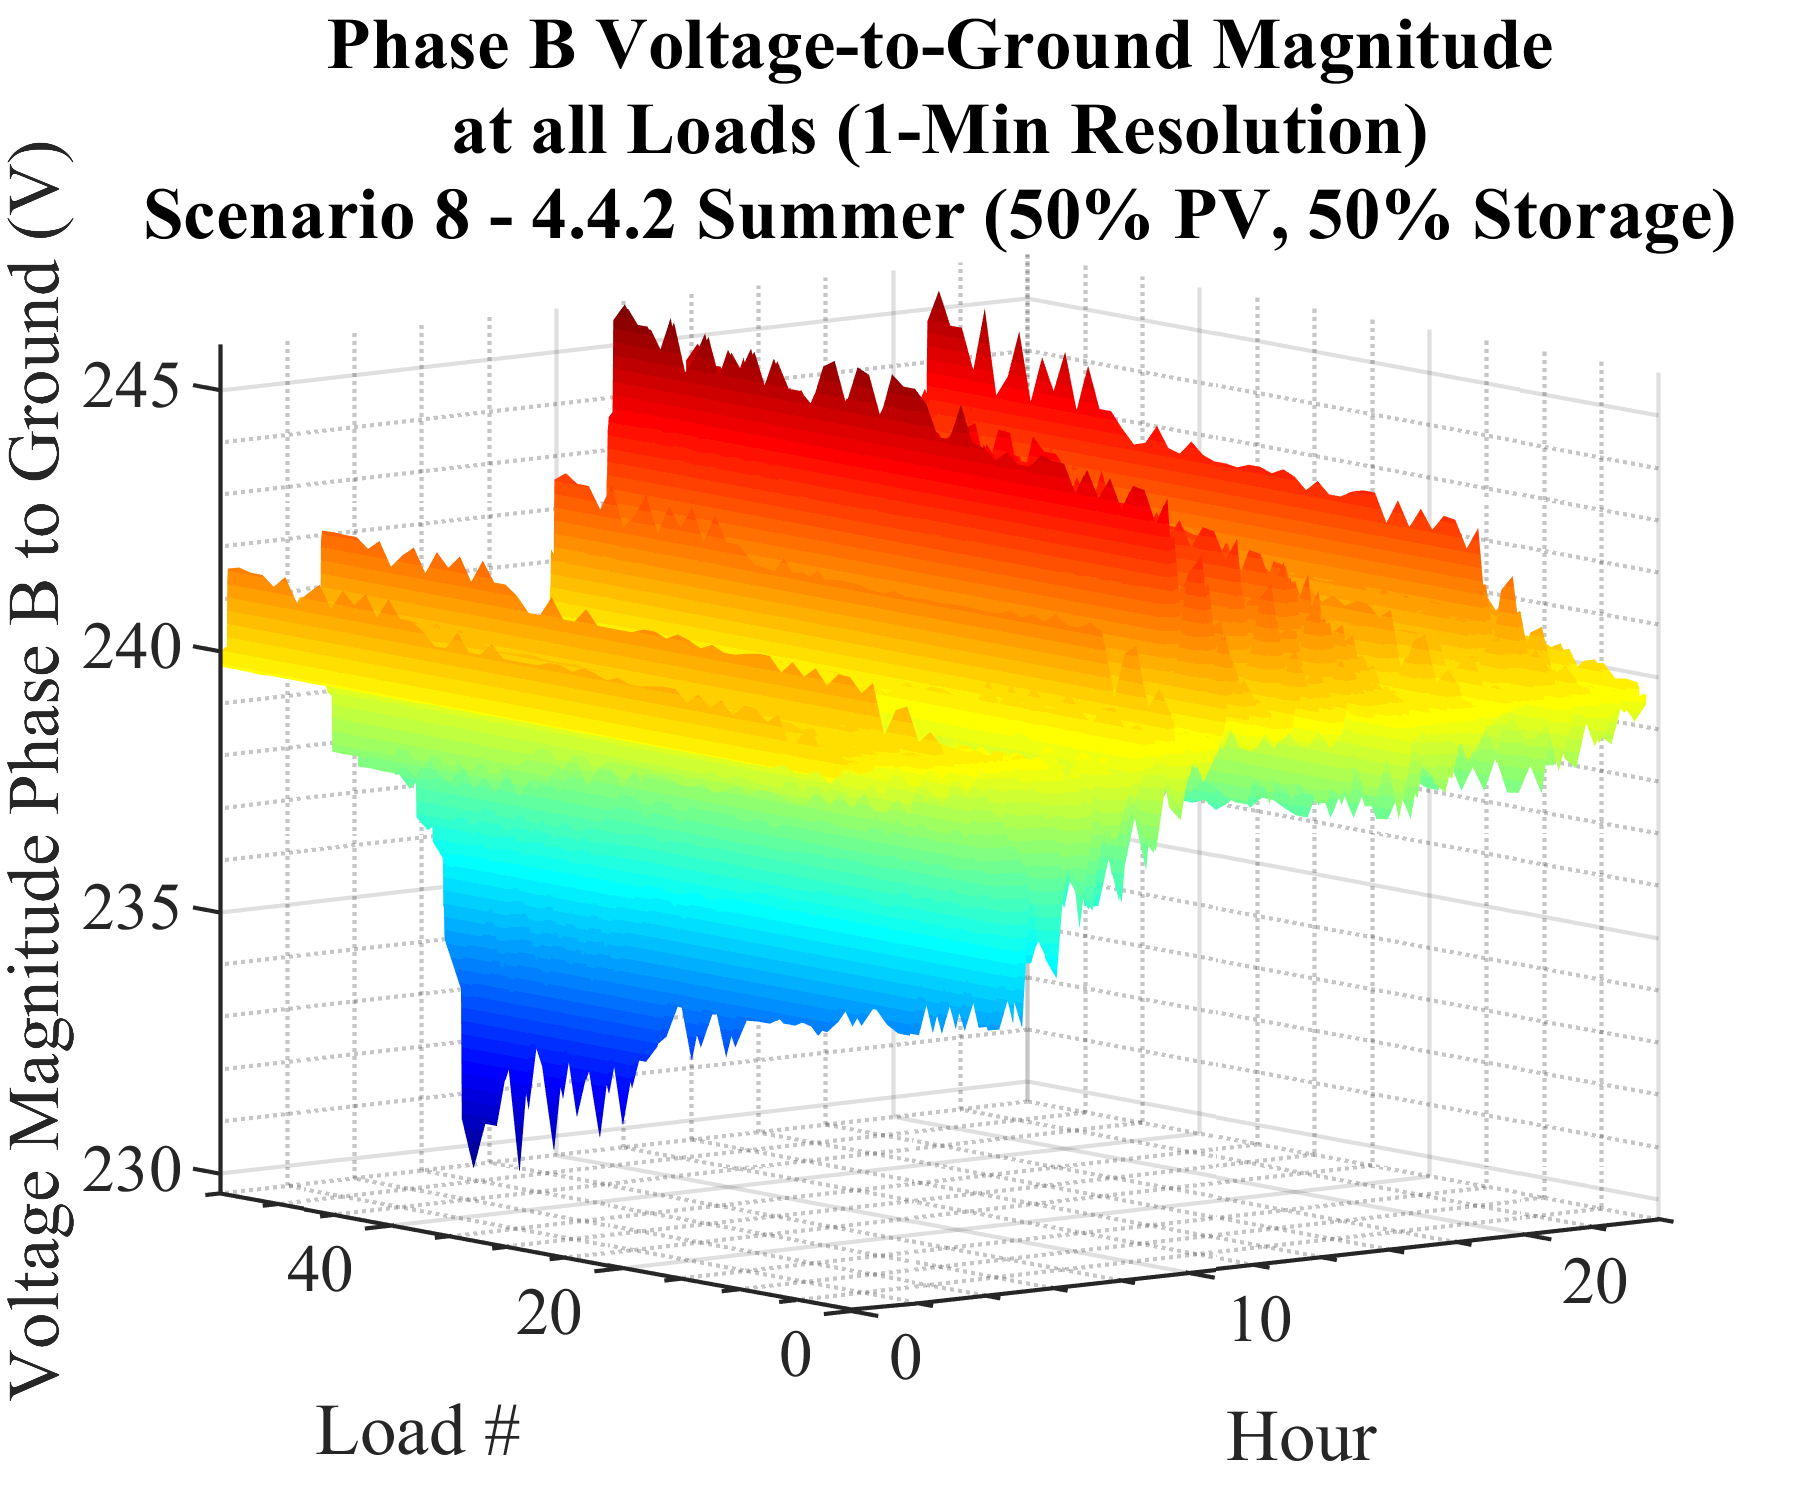 Phase B Voltage-to-Ground Magnitude
at all Loads (1-Min Resolution)
Scenario 8 - 4.4.2 Summer (50% PV, 50% Storage)
Voltage Magnitude Phase B to Ground (V)
245
240
235
230
40
20
0
0
10
20
Load #
Hour